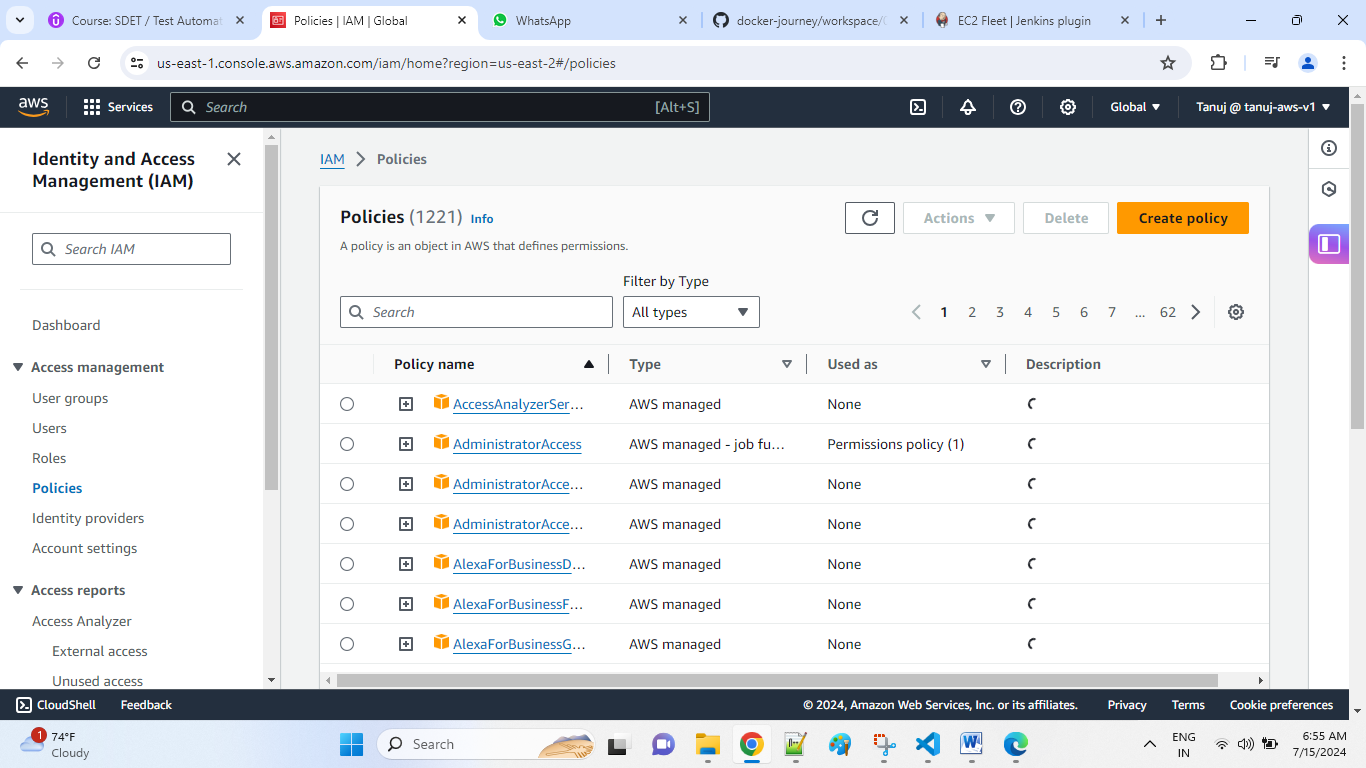 Course: SDET / Test Automat
Policies | IAM | Global
WhatsApp
docker-journey/workspace/0
EC2 Fleet | Jenkins plugin
us-east-1.console.aws.amazon.com/iam/home?region=us-east-2#/policies
aws
Services
Search
[Alt+S]
Global
Tanuj @ tanuj-aws-v1
Identity and Access
Management (IAM)
Search IAM
Dashboard
Access management
User groups
Users
Roles
Policies
Identity providers
Account settings
Access reports
Access Analyzer
External access
Unused access
IAM > Policies
Policies (1221) Info
A policy is an object in AWS that defines permissions.
Actions
Delete
Create policy
Filter by Type
Search
All types
1 2 3 4 5 6 7 ... 62
Policy name Type Used as Description
AccessAnalyzerSer... AWS managed None
AdministratorAccess AWS managed - job fu... Permissions policy (1)
AdministratorAcce... AWS managed None
AdministratorAcce... AWS managed None
AlexaForBusinessD... AWS managed None
AlexaForBusinessF... AWS managed None
AlexaForBusinessG... AWS managed None
CloudShell Feedback © 2024, Amazon Web Services, Inc. or its affiliates. Privacy Terms Cookie preferences
1
74°F
Cloudy
Search
ENG
IN
6:55 AM
7/15/2024